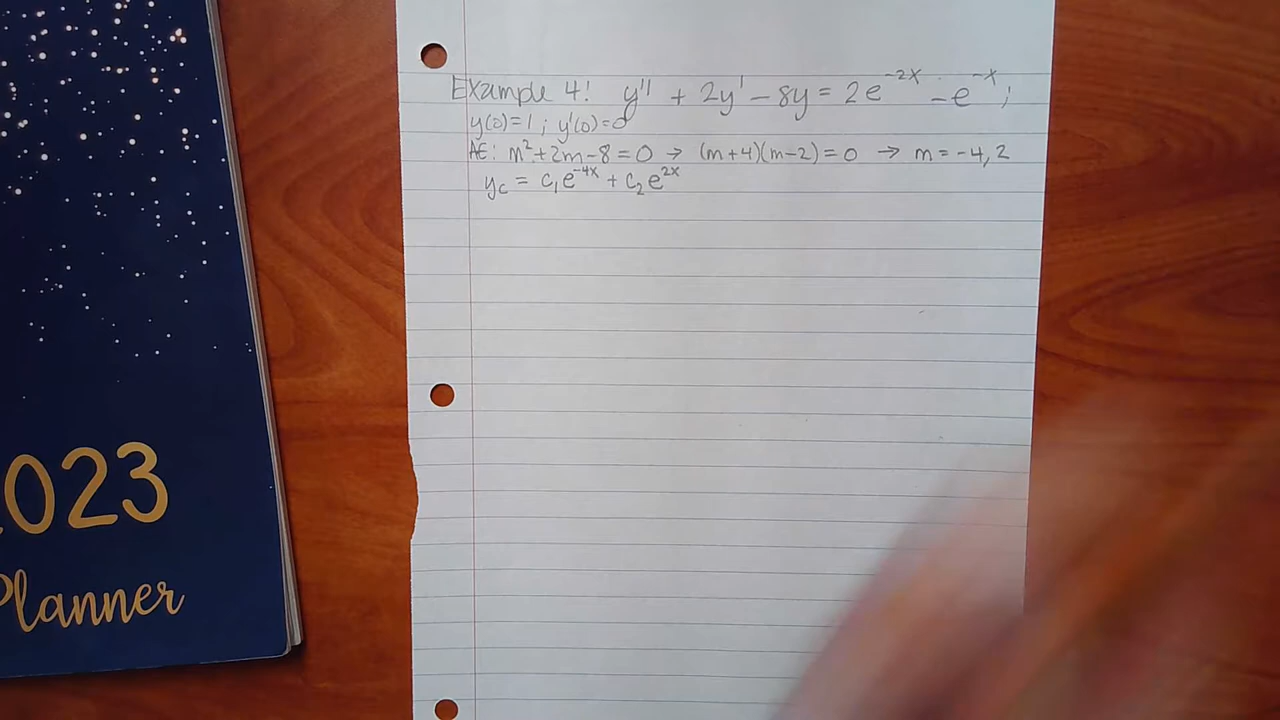 Example 4! y'' + 2y' - 8y = 2e^{-2x} - e^{-x};
y(0)=1; y'(0)=0
AE: m²+2m-8=0 → (m+4)(m-2)=0 → m=-4,2
y_c = c₁e^{-4x} + c₂e^{2x}
023
Planner